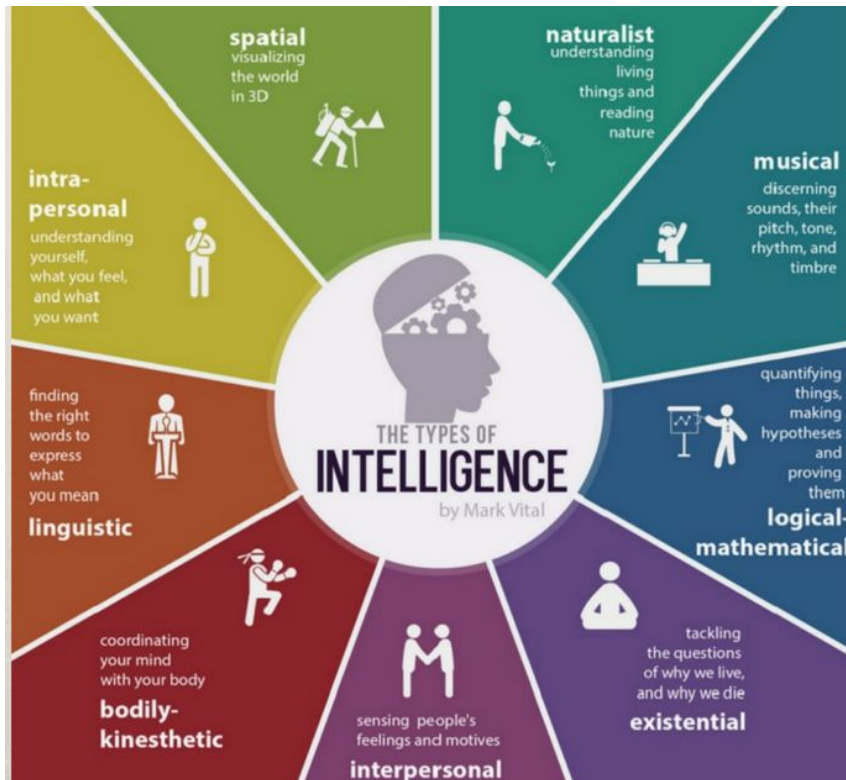 spatial
visualizing
the world
in 3D
naturalist
understanding
living
things and
reading
nature
musical
discerning
sounds, their
pitch, tone,
rhythm, and
timbre
intra-
personal
understanding
yourself,
what you feel,
and what
you want
THE TYPES OF
INTELLIGENCE
by Mark Vital
quantifying
things,
making
hypotheses
and
proving
them
logical-
mathematical
finding
the right
words to
express
what
you mean
linguistic
coordinating
your mind
with your body
bodily-
kinesthetic
sensing people's
feelings and motives
interpersonal
tackling
the questions
of why we live,
and why we die
existential